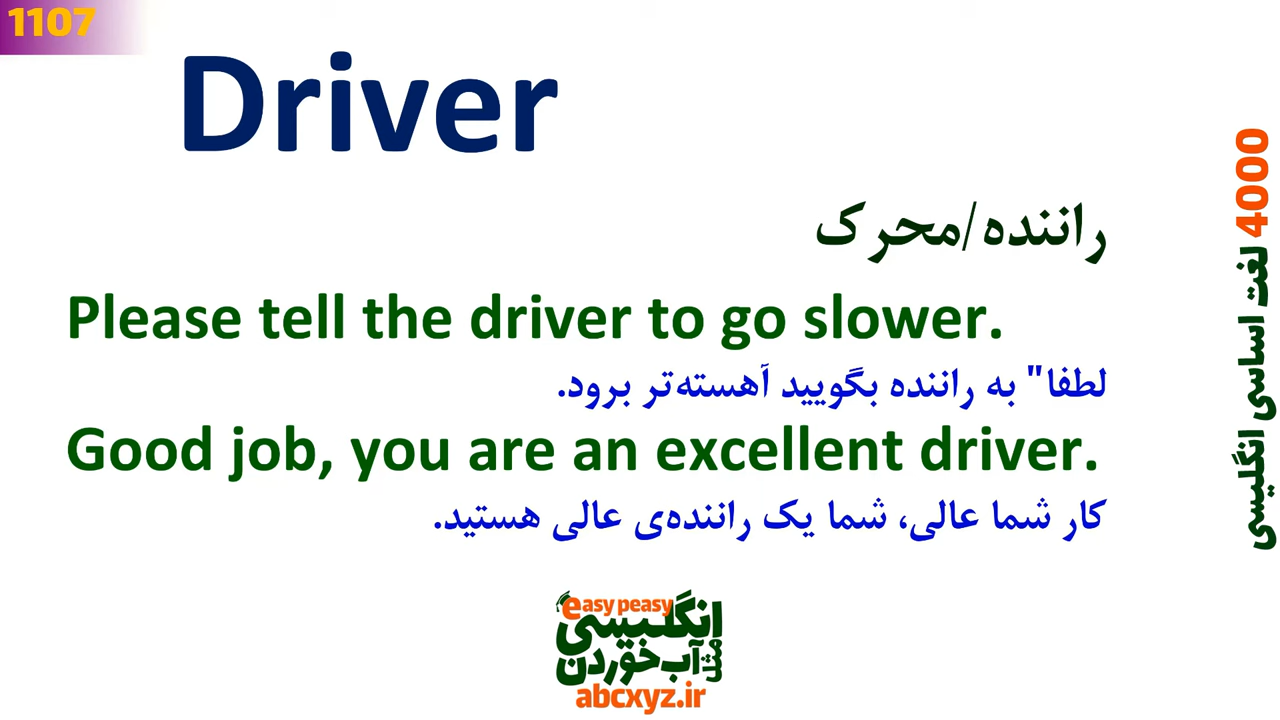 1107
Driver
راننده/محرک
Please tell the driver to go slower.
لطفا" به راننده بگویید آهسته‌تر برود.
Good job, you are an excellent driver.
کار شما عالی، شما یک راننده‌ی عالی هستید.
4000 لغت اساسی انگلیسی
easy peasy
انگلیسی
مثل آب خوردن
abcxyz.ir